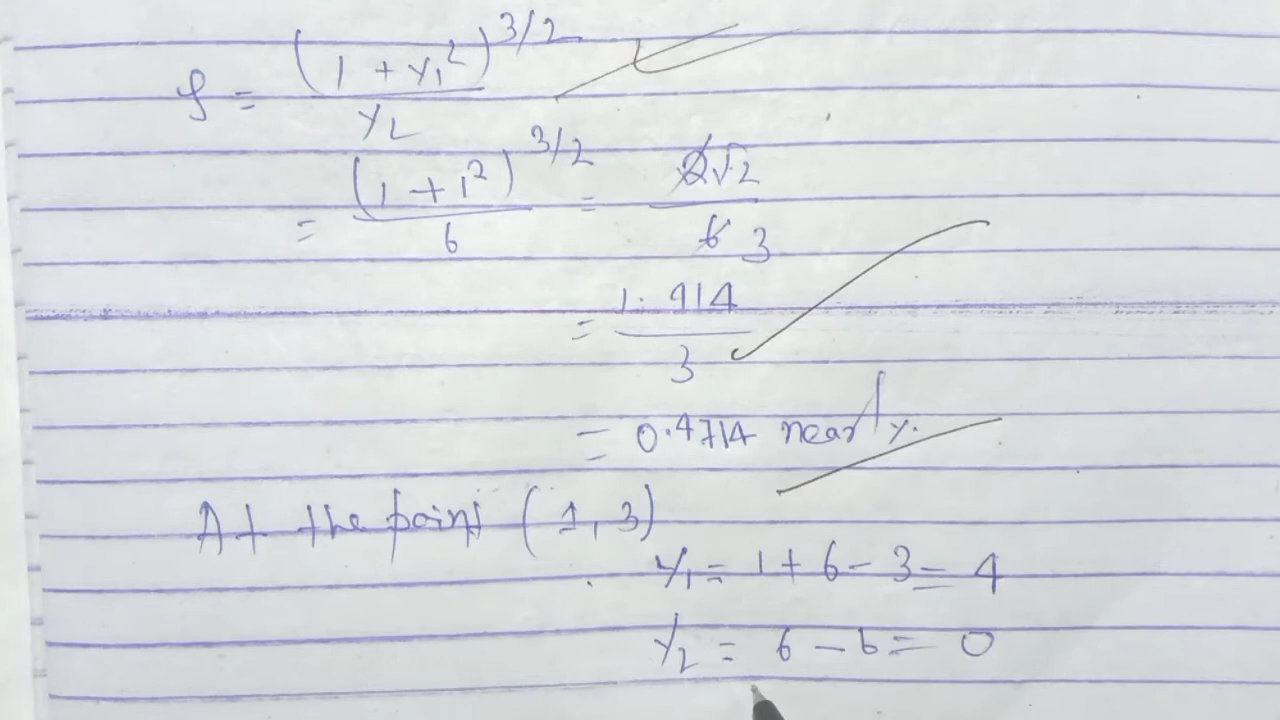 ρ = (1 + y₁²)^3/2 / y₂
= (1 + 1²)^3/2 / 6 = 2√2 / 6 3
= 1.414 / 3
= 0.4714 nearly.
At the point (1, 3)
y₁ = 1 + 6 - 3 = 4
y₂ = 6 - 6 = 0